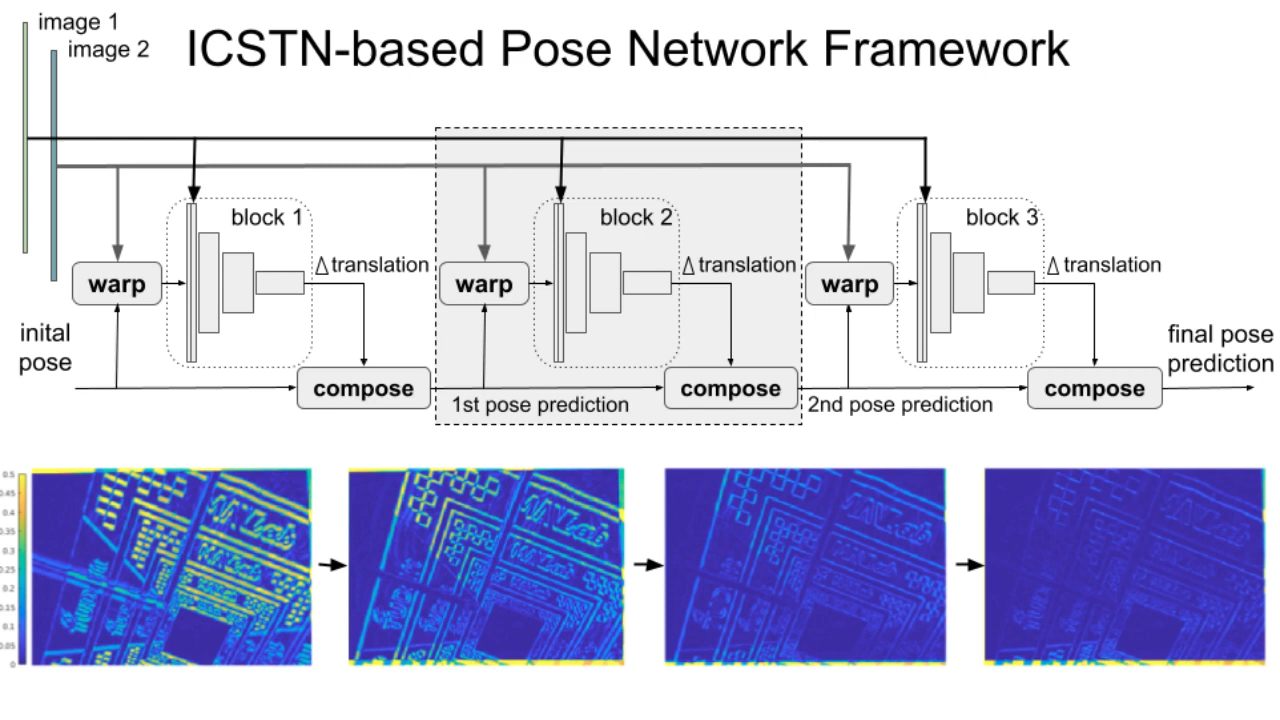 image 1
image 2
ICSTN-based Pose Network Framework
block 1
block 2
block 3
warp
Δ translation
warp
Δ translation
warp
Δ translation
inital
pose
final pose
prediction
compose
1st pose prediction
compose
2nd pose prediction
compose
0.5
0.45
0.4
0.35
0.3
0.25
0.2
0.15
0.1
0.05
0